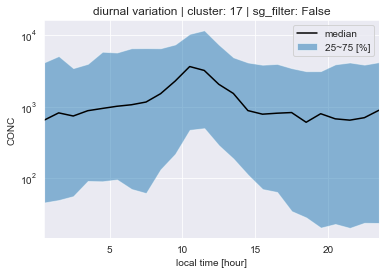 diurnal variation | cluster: 17 | sg_filter: False
median
25~75 [%]
10⁴
10³
10²
CONC
5
10
15
20
local time [hour]